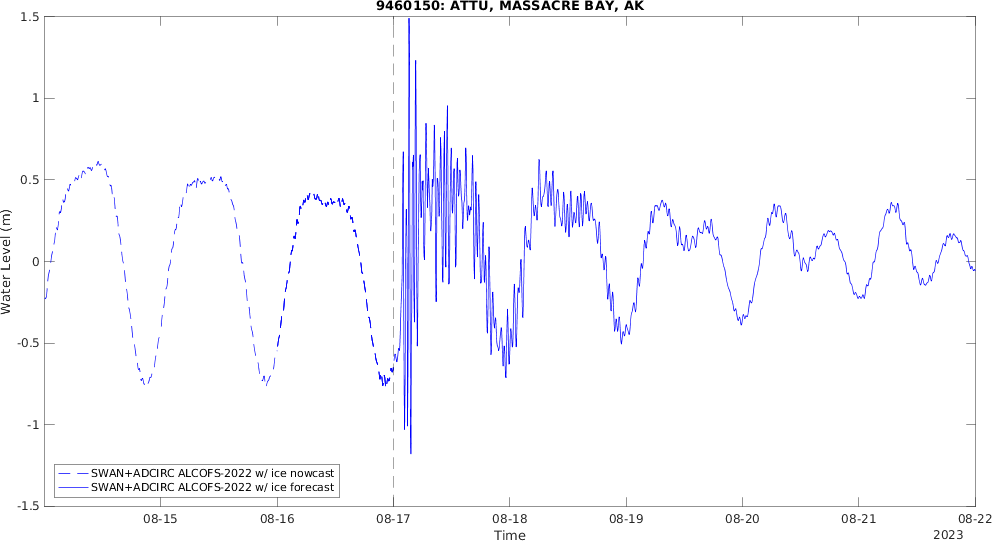 9460150: ATTU, MASSACRE BAY, AK
1.5
1
0.5
0
-0.5
-1
-1.5
Water Level (m)
SWAN+ADCIRC ALCOFS-2022 w/ ice nowcast
SWAN+ADCIRC ALCOFS-2022 w/ ice forecast
08-15 08-16 08-17 08-18 08-19 08-20 08-21 08-22
Time
2023